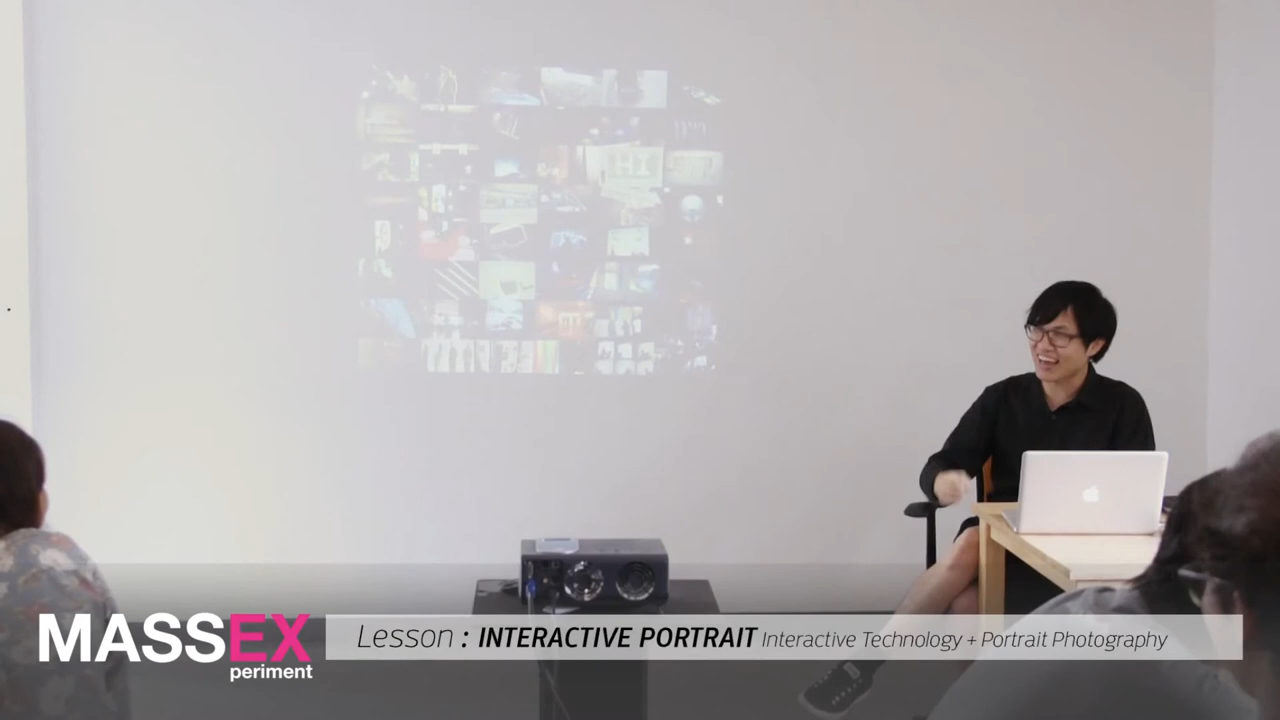 MASSEX
periment
Lesson : INTERACTIVE PORTRAIT Interactive Technology + Portrait Photography